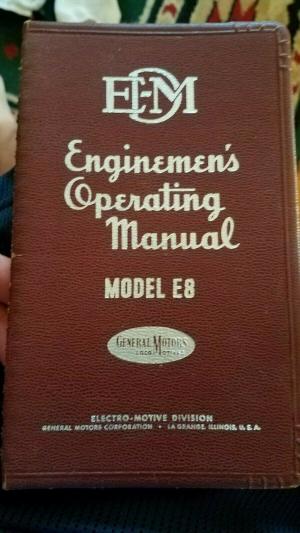 EMD
Enginemen's
Operating
Manual
MODEL E8
GENERAL MOTORS
LOCOMOTIVES
ELECTRO-MOTIVE DIVISION
GENERAL MOTORS CORPORATION • LA GRANGE, ILLINOIS, U. S. A.